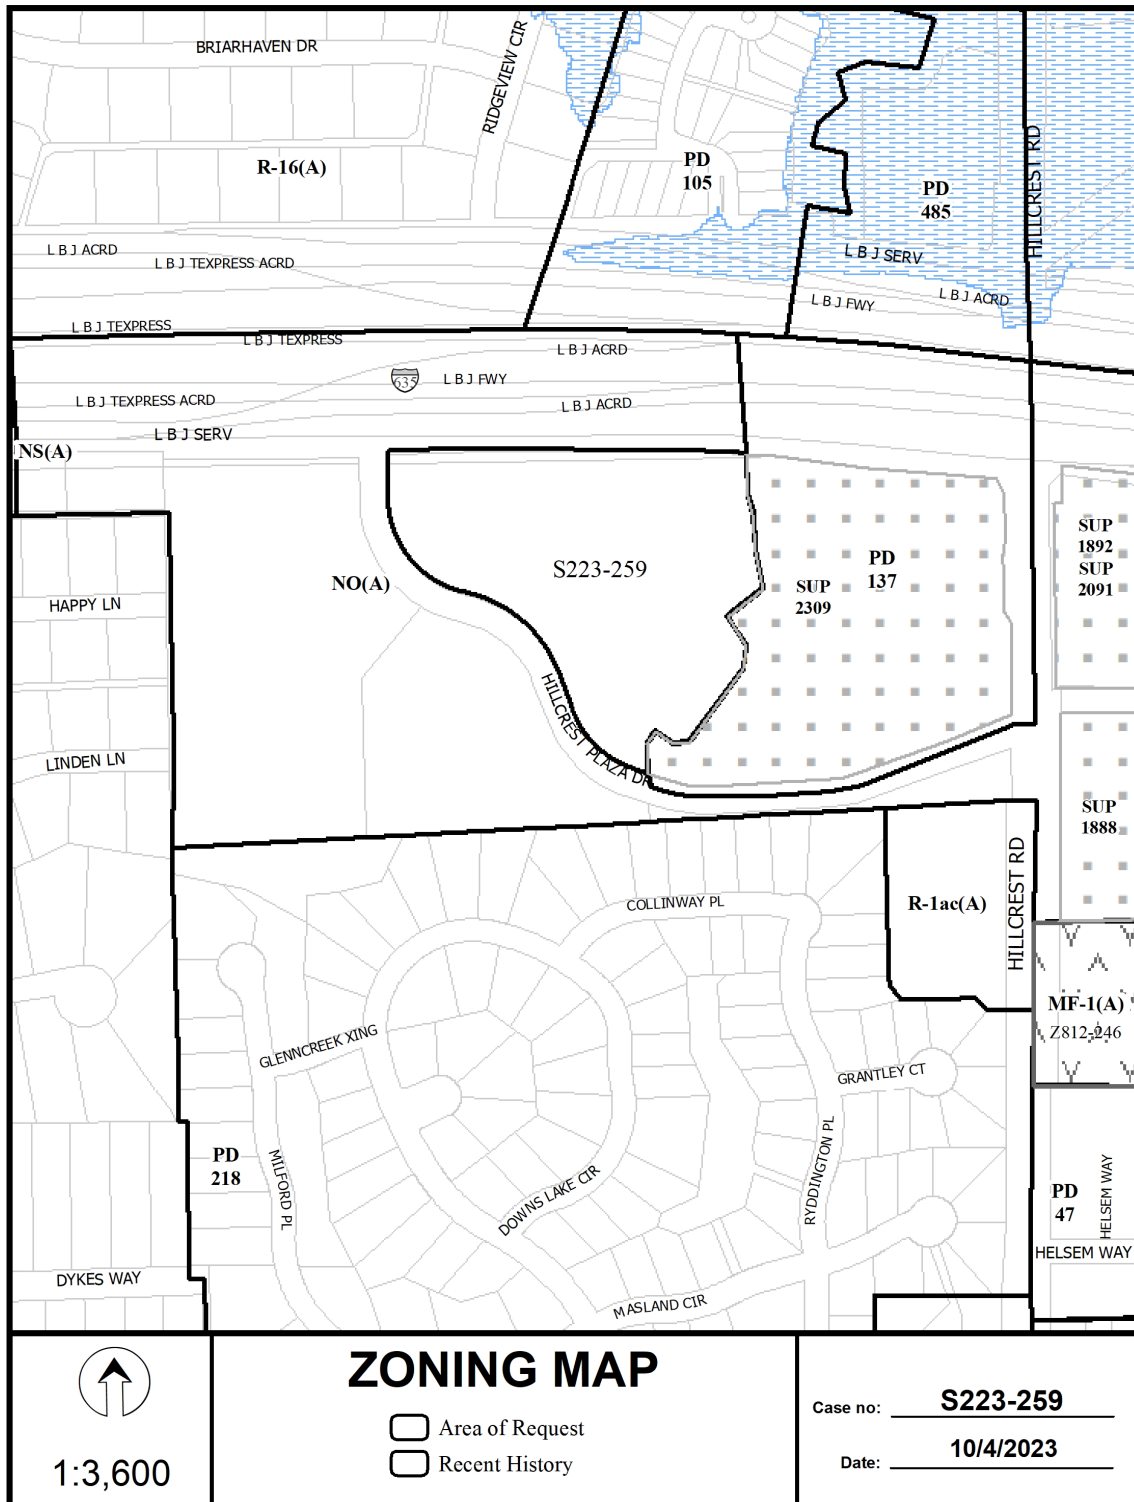 BRIARHAVEN DR
RIDGEVIEW CIR
R-16(A)
PD
105
PD
485
HILLCREST RD
L B J ACRD
L B J TEXPRESS ACRD
L B J SERV
L B J FWY
L B J ACRD
L B J TEXPRESS
L B J TEXPRESS
L B J ACRD
635
L B J FWY
L B J TEXPRESS ACRD
L B J ACRD
L B J SERV
NS(A)
S223-259
NO(A)
PD
137
SUP
2309
SUP
1892
SUP
2091
HAPPY LN
HILLCREST PLAZA DR
LINDEN LN
SUP
1888
COLLINWAY PL
R-1ac(A)
HILLCREST RD
MF-1(A)
Z812-246
GLENNCREEK XING
GRANTLEY CT
PD
218
MILFORD PL
DOWNS LAKE CIR
RYDDINGTON PL
PD
47
HELSEM WAY
HELSEM WAY
DYKES WAY
MASLAND CIR
1:3,600
ZONING MAP
Area of Request
Recent History
Case no: S223-259
Date: 10/4/2023